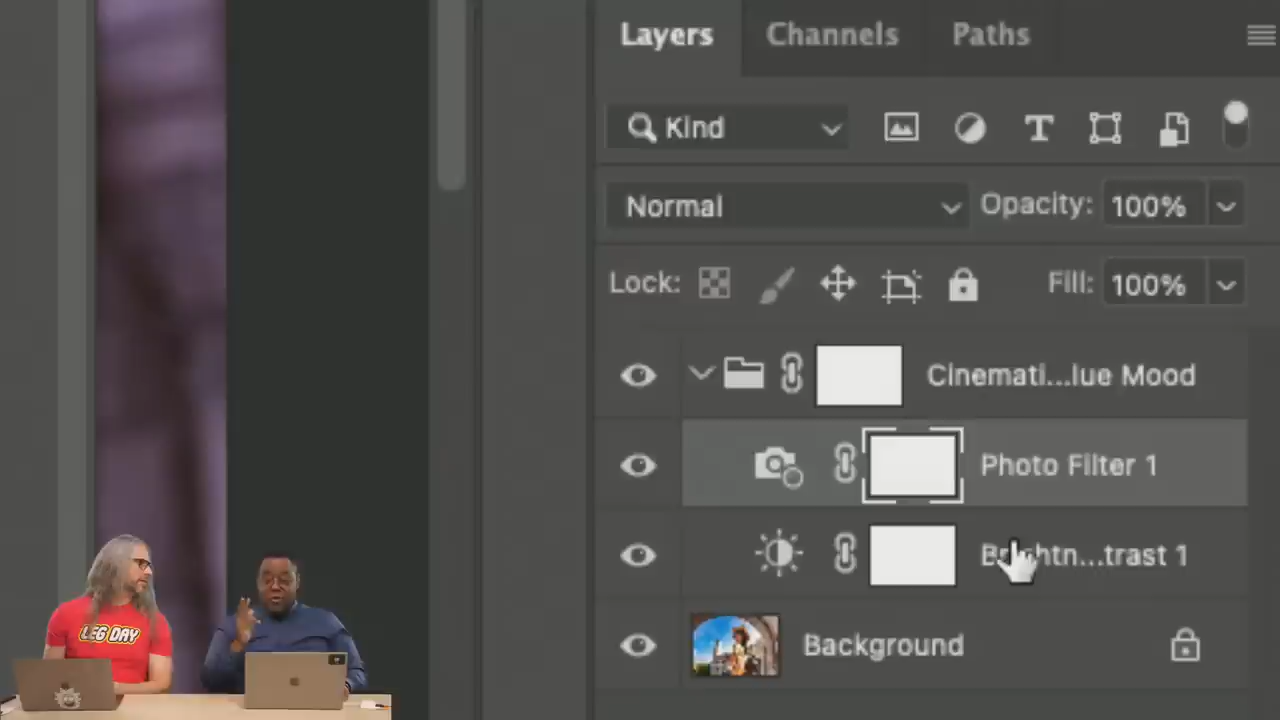 Layers Channels Paths
Kind
Normal Opacity: 100%
Lock: Fill: 100%
Cinemati...lue Mood
Photo Filter 1
Brightn...trast 1
Background
LEG DAY